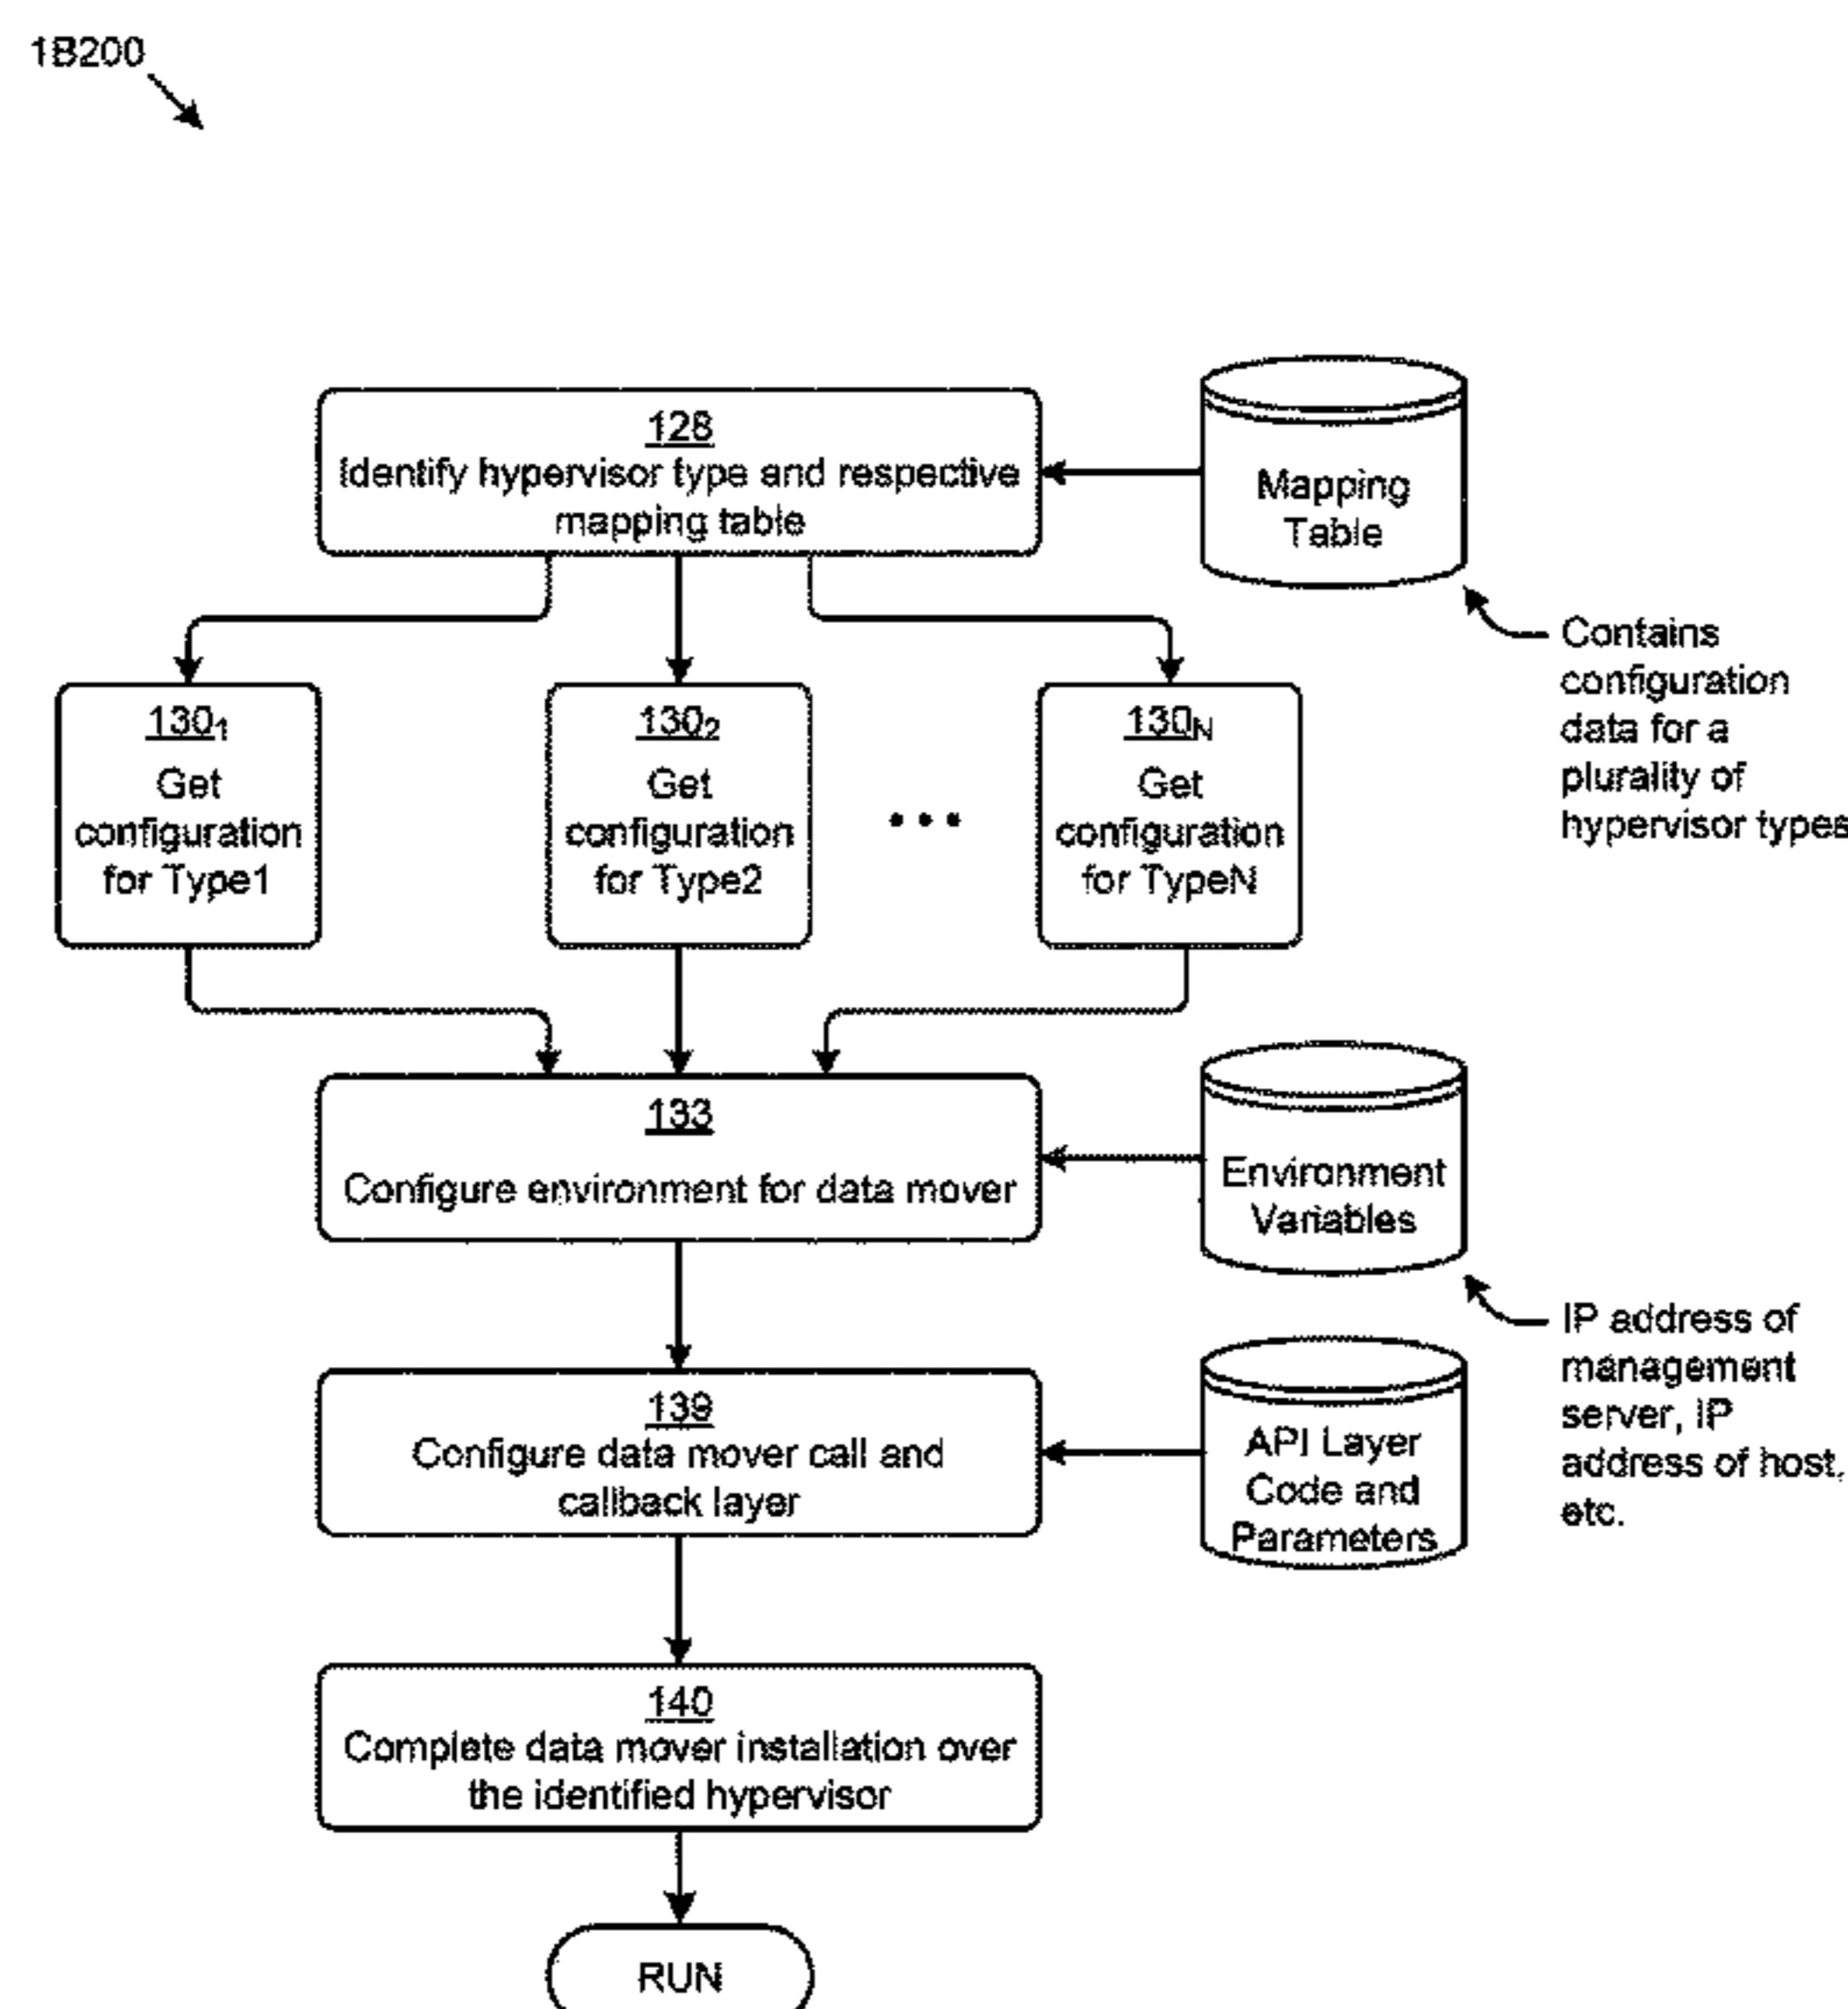 1B200
128
Identify hypervisor type and respective
mapping table
Mapping
Table
Contains
configuration
data for a
plurality of
hypervisor types
130₁
Get
configuration
for Type1
130₂
Get
configuration
for Type2
• • •
130N
Get
configuration
for TypeN
133
Configure environment for data mover
Environment
Variables
IP address of
management
server, IP
address of host,
etc.
139
Configure data mover call and
callback layer
API Layer
Code and
Parameters
140
Complete data mover installation over
the identified hypervisor
RUN